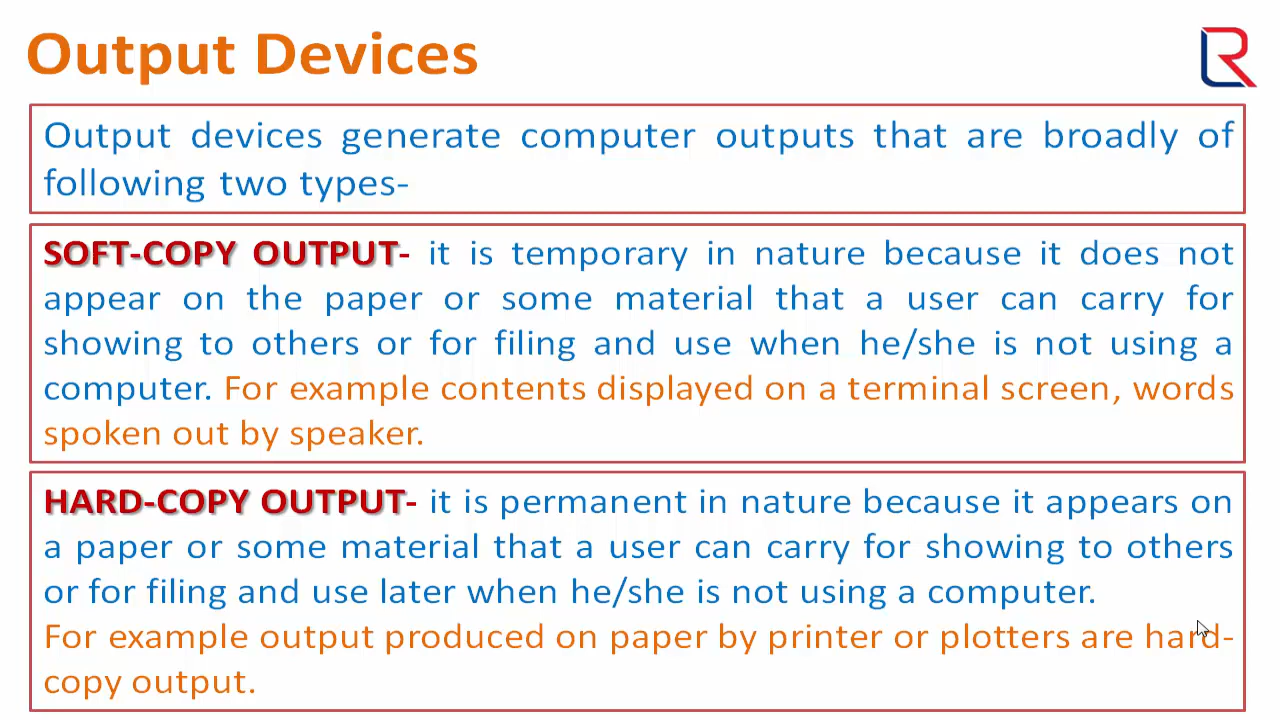 Output Devices
Output devices generate computer outputs that are broadly of
following two types-
SOFT-COPY OUTPUT- it is temporary in nature because it does not
appear on the paper or some material that a user can carry for
showing to others or for filing and use when he/she is not using a
computer. For example contents displayed on a terminal screen, words
spoken out by speaker.
HARD-COPY OUTPUT- it is permanent in nature because it appears on
a paper or some material that a user can carry for showing to others
or for filing and use later when he/she is not using a computer.
For example output produced on paper by printer or plotters are hard-
copy output.